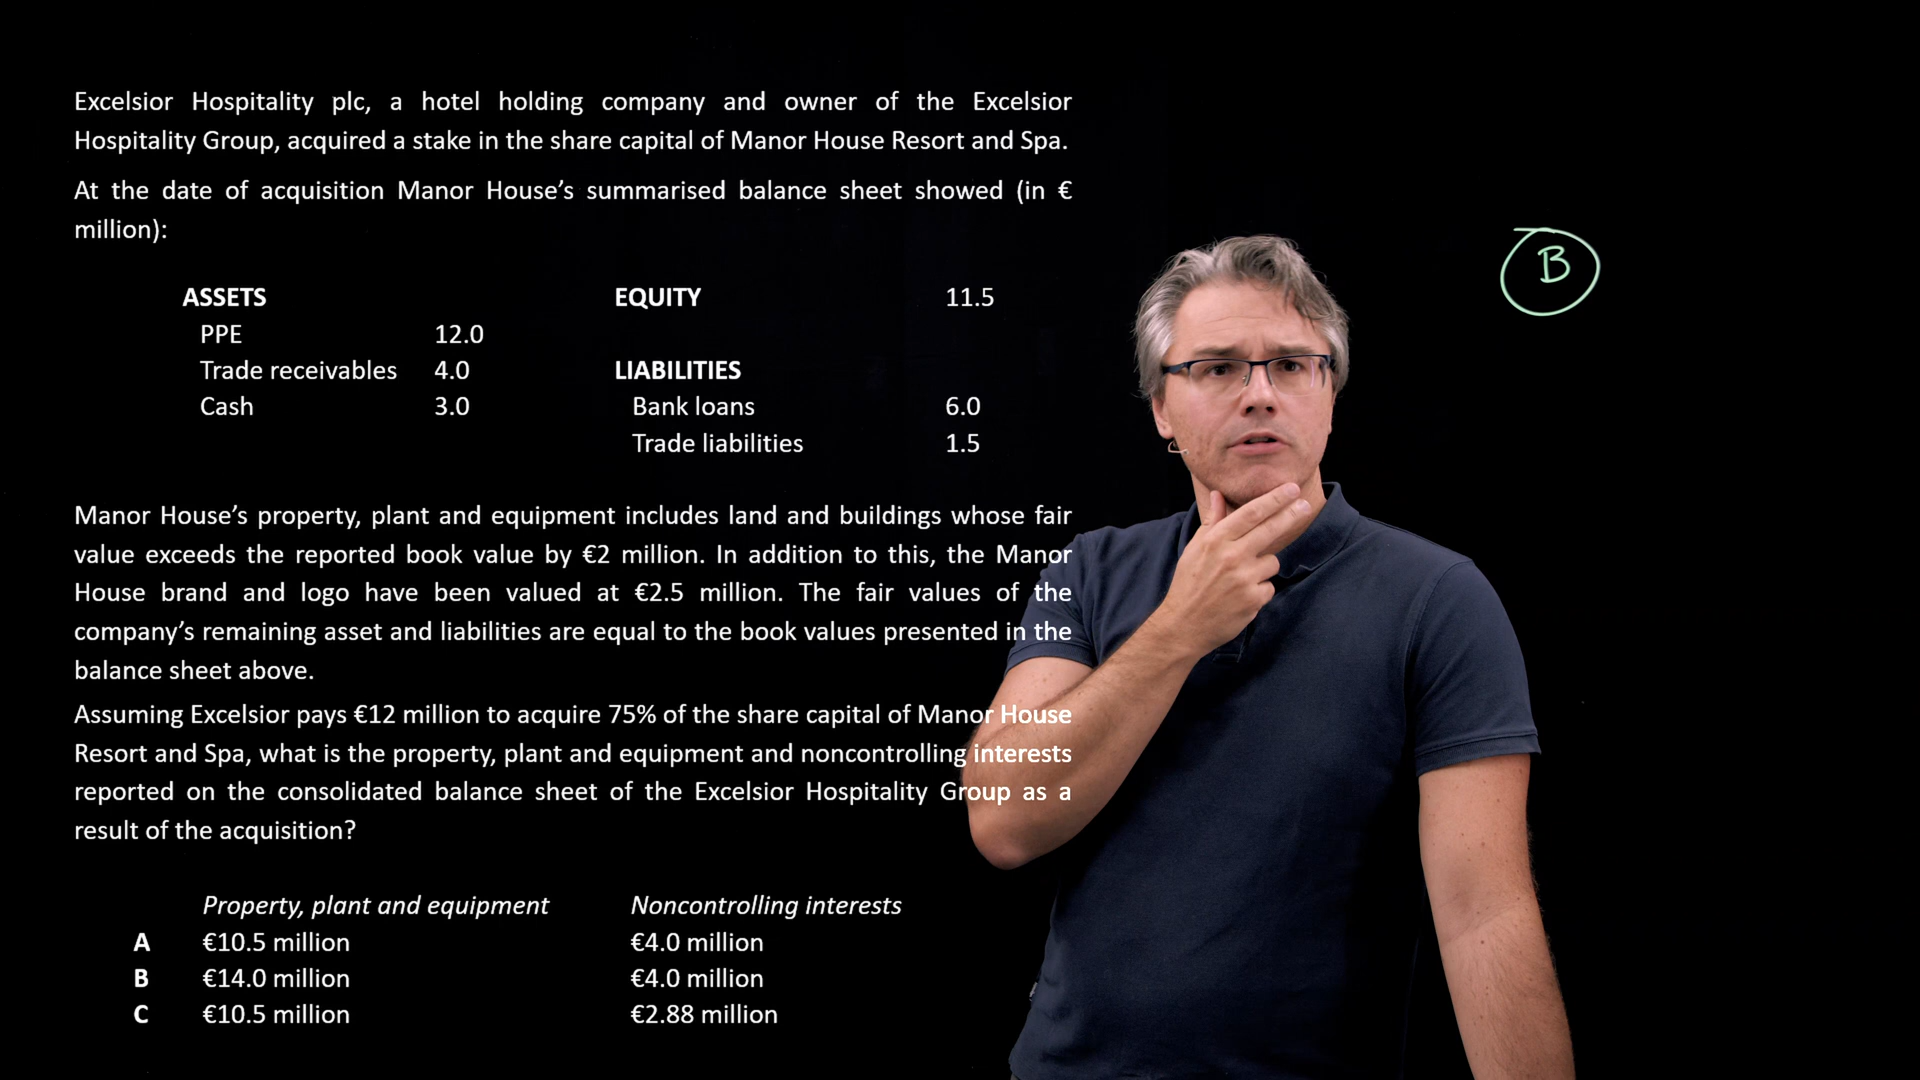 Excelsior Hospitality plc, a hotel holding company and owner of the Excelsior
Hospitality Group, acquired a stake in the share capital of Manor House Resort and Spa.
At the date of acquisition Manor House's summarised balance sheet showed (in €
million):
ASSETS EQUITY 11.5
PPE 12.0
Trade receivables 4.0 LIABILITIES
Cash 3.0 Bank loans 6.0
Trade liabilities 1.5
Manor House's property, plant and equipment includes land and buildings whose fair
value exceeds the reported book value by €2 million. In addition to this, the Manor
House brand and logo have been valued at €2.5 million. The fair values of the
company's remaining asset and liabilities are equal to the book values presented in the
balance sheet above.
Assuming Excelsior pays €12 million to acquire 75% of the share capital of Manor House
Resort and Spa, what is the property, plant and equipment and noncontrolling interests
reported on the consolidated balance sheet of the Excelsior Hospitality Group as a
result of the acquisition?
Property, plant and equipment Noncontrolling interests
A €10.5 million €4.0 million
B €14.0 million €4.0 million
C €10.5 million €2.88 million
B